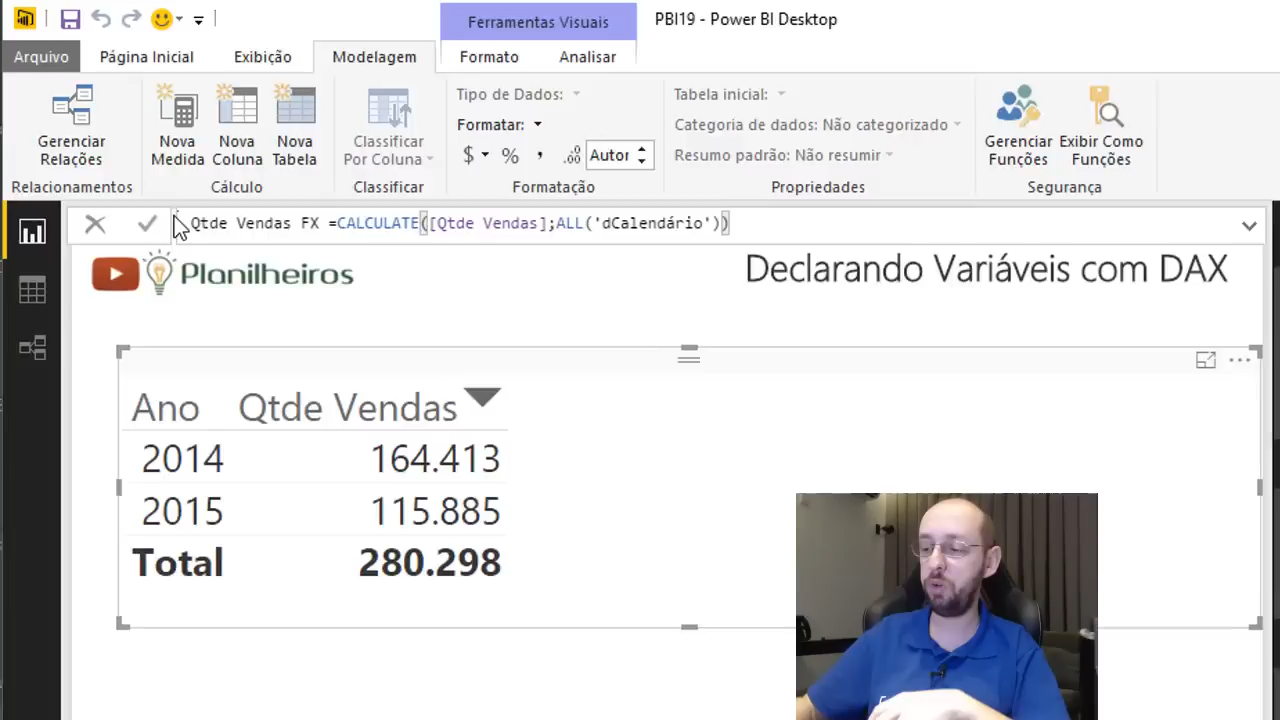 Ferramentas Visuais
PBI19 - Power BI Desktop
Arquivo
Página Inicial
Exibição
Modelagem
Formato
Analisar
Gerenciar
Relações
Relacionamentos
Nova
Medida
Nova
Coluna
Nova
Tabela
Cálculo
Classificar
Por Coluna
Classificar
Tipo de Dados:
Formatar:
$ % , .00 Autor
Formatação
Tabela inicial:
Categoria de dados: Não categorizado
Resumo padrão: Não resumir
Propriedades
Gerenciar
Funções
Exibir Como
Funções
Segurança
Qtde Vendas FX =CALCULATE([Qtde Vendas];ALL('dCalendário'))
Planilheiros
Declarando Variáveis com DAX
Ano Qtde Vendas
2014 164.413
2015 115.885
Total 280.298